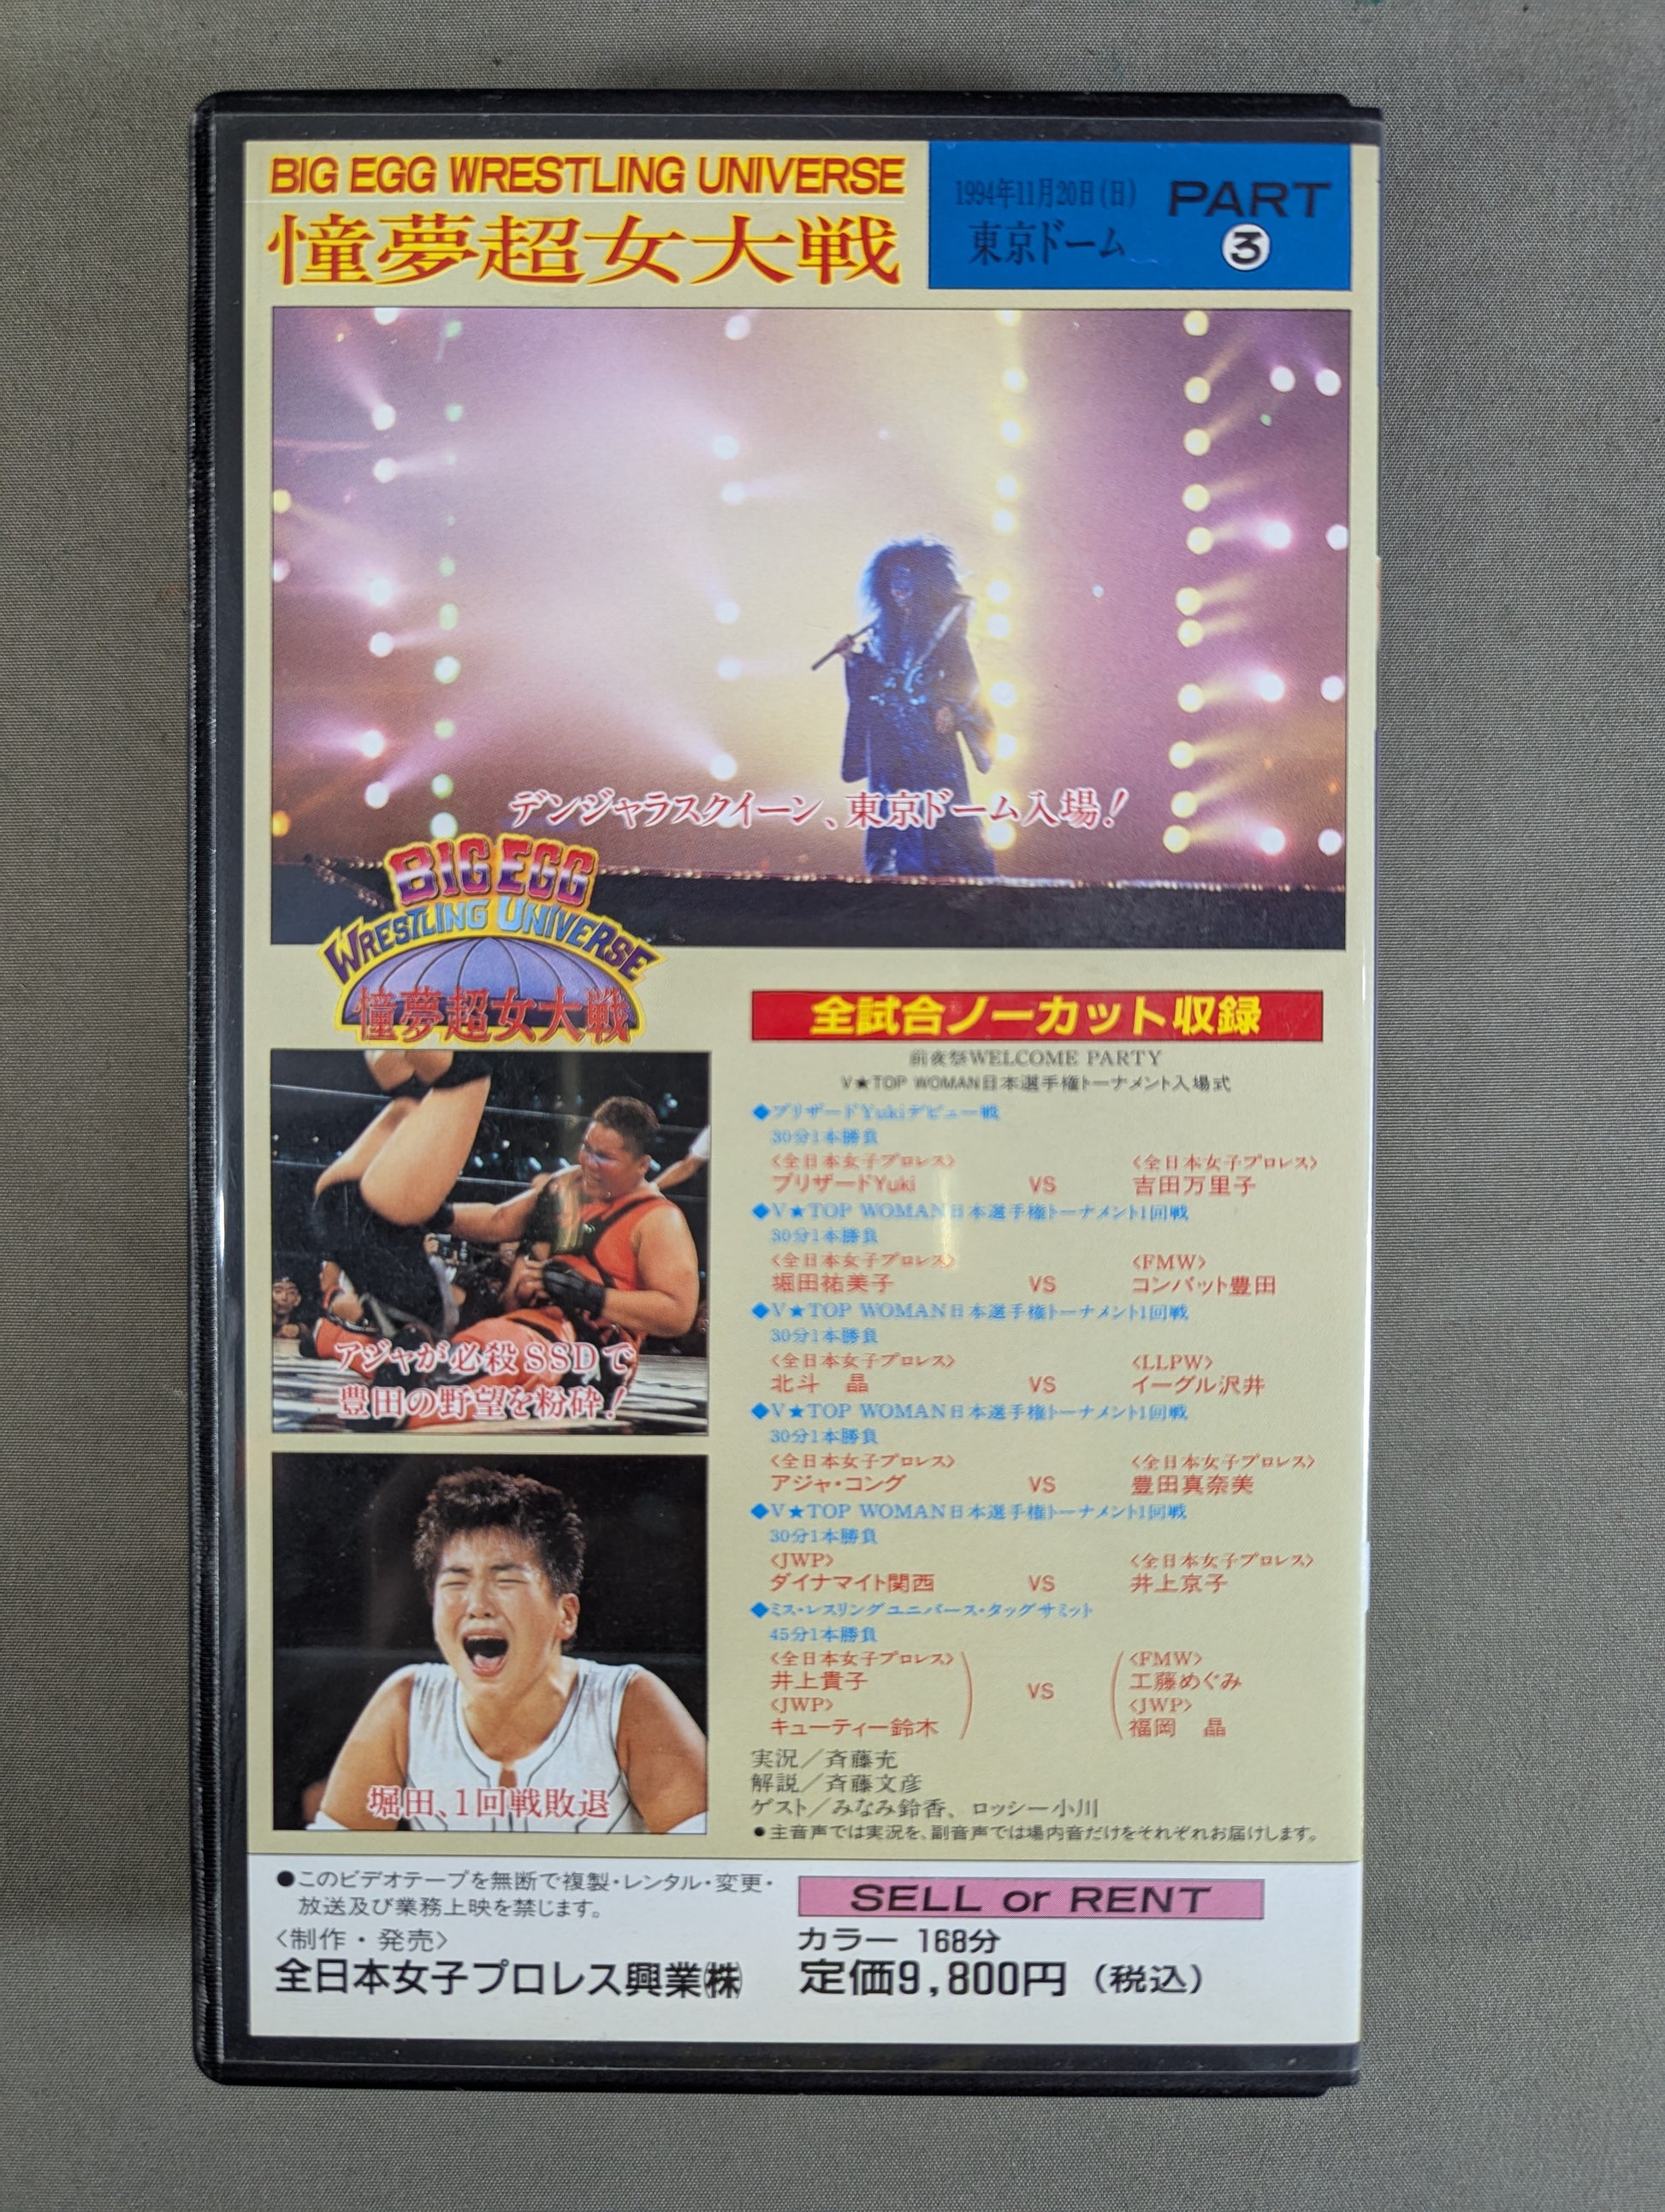 BIG EGG WRESTLING UNIVERSE
憧夢超女大戦
1994年11月20日(日)
東京ドーム
PART
③
デンジャラスクイーン、東京ドーム入場!
BIG EGG
WRESTLING UNIVERSE
憧夢超女大戦
アジャが必殺SSDで
豊田の野望を粉砕!
堀田、1回戦敗退
全試合ノーカット収録
前夜祭WELCOME PARTY
V★TOP WOMAN日本選手権トーナメント入場式
◆ブリザードYukiデビュー戦
30分1本勝負
〈全日本女子プロレス〉 〈全日本女子プロレス〉
ブリザードYuki VS 吉田万里子
◆V★TOP WOMAN日本選手権トーナメント1回戦
30分1本勝負
〈全日本女子プロレス〉 〈FMW〉
堀田祐美子 VS コンバット豊田
◆V★TOP WOMAN日本選手権トーナメント1回戦
30分1本勝負
〈全日本女子プロレス〉 〈LLPW〉
北斗 晶 VS イーグル沢井
◆V★TOP WOMAN日本選手権トーナメント1回戦
30分1本勝負
〈全日本女子プロレス〉 〈全日本女子プロレス〉
アジャ・コング VS 豊田真奈美
◆V★TOP WOMAN日本選手権トーナメント1回戦
30分1本勝負
〈JWP〉 〈全日本女子プロレス〉
ダイナマイト関西 VS 井上京子
◆ミス・レスリングユニバース・タッグサミット
45分1本勝負
〈全日本女子プロレス〉 〈FMW〉
井上貴子 工藤めぐみ
VS
〈JWP〉 〈JWP〉
キューティー鈴木 福岡 晶
実況／斉藤充
解説／斉藤文彦
ゲスト／みなみ鈴香、ロッシー小川
●主音声では実況を、副音声では場内音だけをそれぞれお届けします。
●このビデオテープを無断で複製・レンタル・変更・
放送及び業務上映を禁じます。
〈制作・発売〉
全日本女子プロレス興業㈱
SELL or RENT
カラー 168分
定価9,800円（税込）